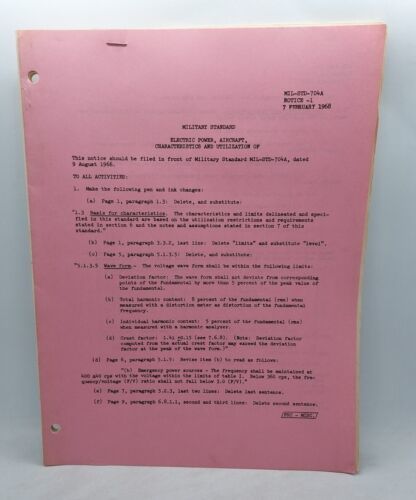 MIL-STD-704A
NOTICE -1
7 FEBRUARY 1968
MILITARY STANDARD
ELECTRIC POWER, AIRCRAFT,
CHARACTERISTICS AND UTILIZATION OF
This notice should be filed in front of Military Standard MIL-STD-704A, dated
9 August 1966.
TO ALL ACTIVITIES:
1. Make the following pen and ink changes:
(a) Page 1, paragraph 1.3: Delete, and substitute:
"1.3 Basis for characteristics. The characteristics and limits delineated and speci-
fied in this standard are based on the utilization restrictions and requirements
stated in section 6 and the notes and assumptions stated in section 7 of this
standard."
(b) Page 1, paragraph 1.3.2, last line: Delete "limits" and substitute "level".
(c) Page 5, paragraph 5.1.3.5: Delete, and substitute:
"5.1.3.5 Wave form.- The voltage wave form shall be within the following limits:
(a) Deviation factor: The wave form shall not deviate from corresponding
points of the fundamental by more than 5 percent of the peak value of
the fundamental.
(b) Total harmonic content: 8 percent of the fundamental (rms) when
measured with a distortion meter as distortion of the fundamental
frequency.
(c) Individual harmonic content: 5 percent of the fundamental (rms)
when measured with a harmonic analyzer.
(d) Crest factor: 1.41 ±0.15 (see 7.6.8). (Note: Deviation factor
computed from the actual crest factor may exceed the deviation
factor at the peak of the wave form.)"
(d) Page 6, paragraph 5.1.5: Revise item (b) to read as follows:
"(b) Emergency power sources - The frequency shall be maintained at
400 ±40 cps with the voltage within the limits of table I. Below 360 cps, the fre-
quency/voltage (F/V) ratio shall not fall below 3.0 (F/V)."
(e) Page 7, paragraph 5.2.3, last two lines: Delete last sentence.
(f) Page 9, paragraph 6.8.1.1, second and third lines: Delete second sentence.
FSC - MISC.